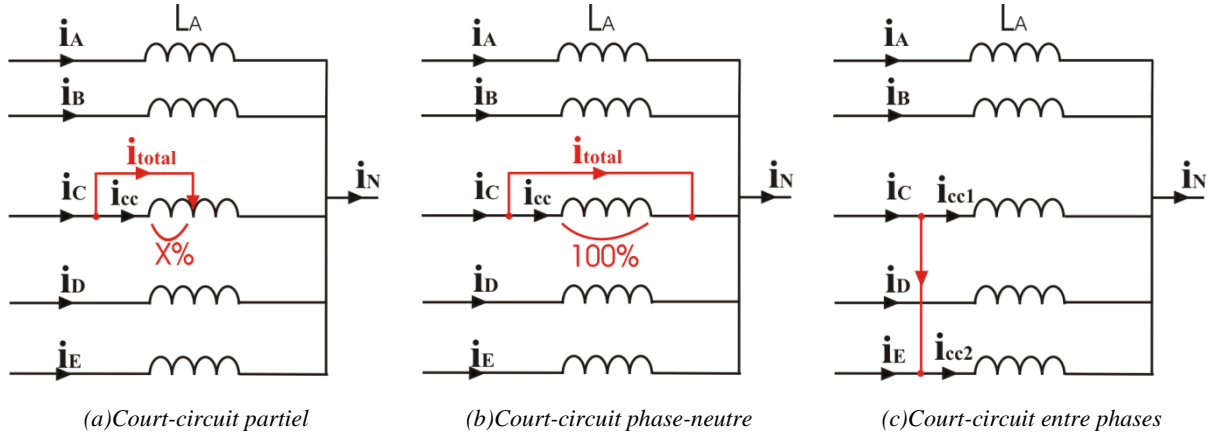 LA
iA
iB
itotal
iC
icc
iN
X%
iD
iE
(a)Court-circuit partiel
LA
iA
iB
itotal
iC
icc
iN
100%
iD
iE
(b)Court-circuit phase-neutre
LA
iA
iB
iC
icc1
iN
iD
iE
icc2
(c)Court-circuit entre phases